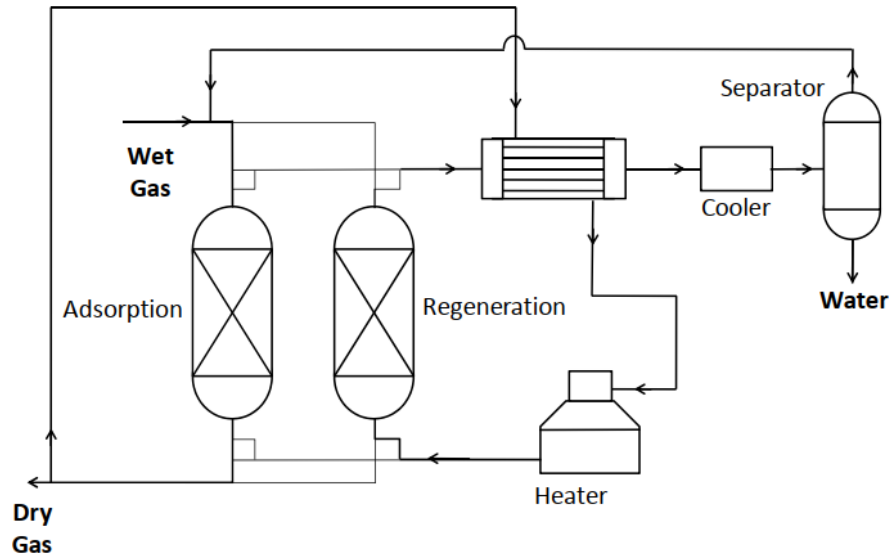 Separator
Wet
Gas
Cooler
Adsorption
Regeneration
Water
Heater
Dry
Gas